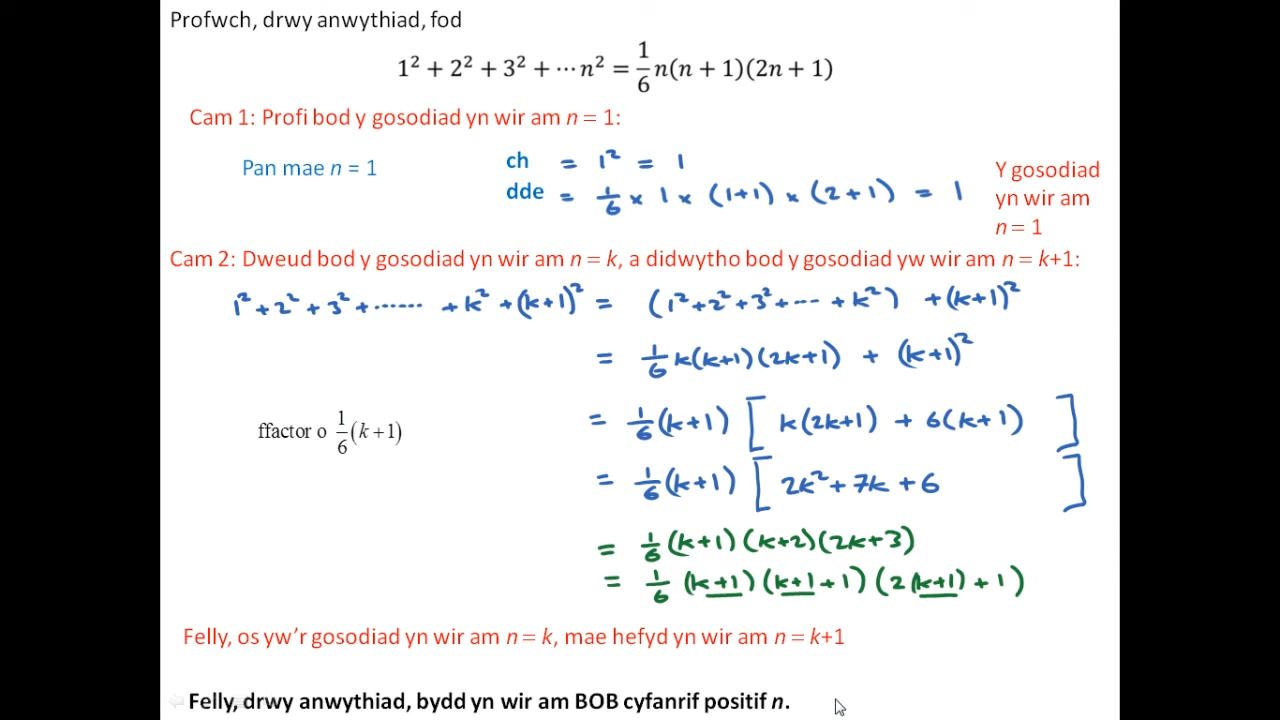 Profwch, drwy anwythiad, fod
1² + 2² + 3² + ⋯ n² = 1/6 n(n + 1)(2n + 1)
Cam 1: Profi bod y gosodiad yn wir am n = 1:
Pan mae n = 1
ch = 1² = 1
dde = 1/6 × 1 × (1+1) × (2+1) = 1
Y gosodiad
yn wir am
n = 1
Cam 2: Dweud bod y gosodiad yn wir am n = k, a didwytho bod y gosodiad yw wir am n = k+1:
1² + 2² + 3² + ...... + k² + (k+1)² = (1² + 2² + 3² + ... + k²) + (k+1)²
= 1/6 k(k+1)(2k+1) + (k+1)²
ffactor o 1/6 (k+1)
= 1/6 (k+1) [ k(2k+1) + 6(k+1) ]
= 1/6 (k+1) [ 2k² + 7k + 6 ]
= 1/6 (k+1)(k+2)(2k+3)
= 1/6 (k+1)(k+1+1)(2(k+1)+1)
Felly, os yw’r gosodiad yn wir am n = k, mae hefyd yn wir am n = k+1
Felly, drwy anwythiad, bydd yn wir am BOB cyfanrif positif n.